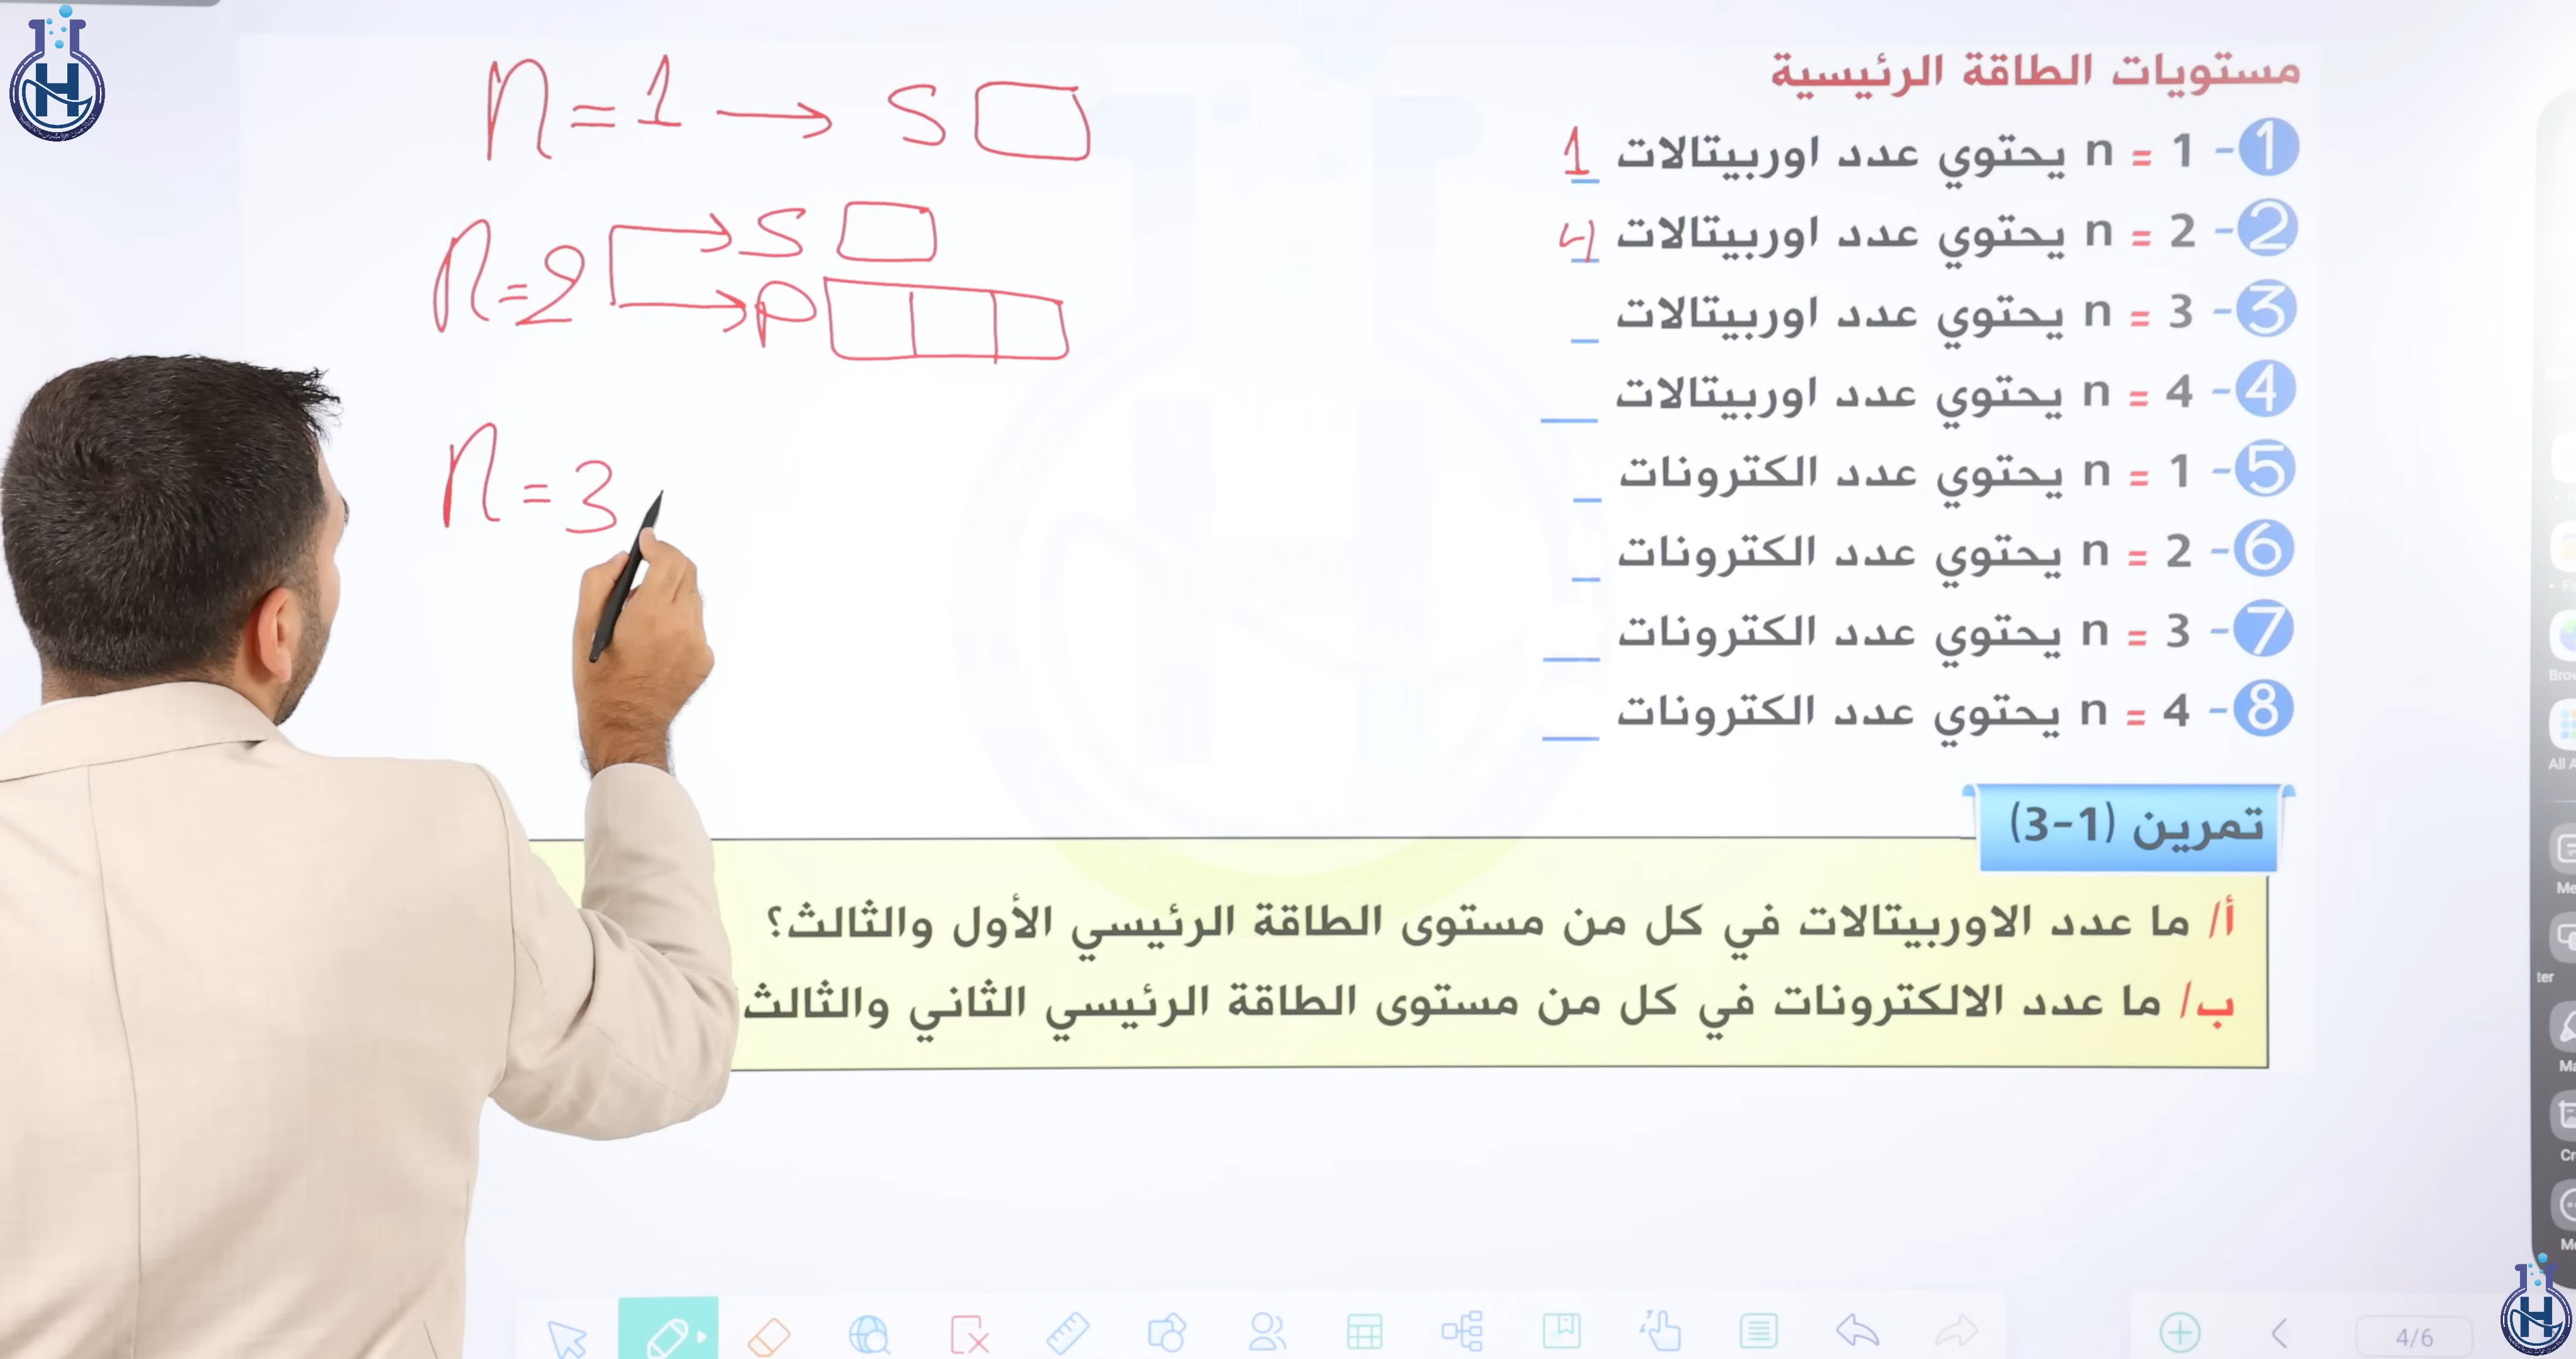 مستويات الطاقة الرئيسية
1- n = 1 يحتوي عدد اوربيتالات 1
2- n = 2 يحتوي عدد اوربيتالات 4
3- n = 3 يحتوي عدد اوربيتالات _
4- n = 4 يحتوي عدد اوربيتالات __
5- n = 1 يحتوي عدد الكترونات _
6- n = 2 يحتوي عدد الكترونات _
7- n = 3 يحتوي عدد الكترونات __
8- n = 4 يحتوي عدد الكترونات __
n = 1 → s
n = 2 → s
→ p
n = 3
تمرين (1-3)
أ/ ما عدد الاوربيتالات في كل من مستوى الطاقة الرئيسي الأول والثالث؟
ب/ ما عدد الالكترونات في كل من مستوى الطاقة الرئيسي الثاني والثالث
4/6
H
H